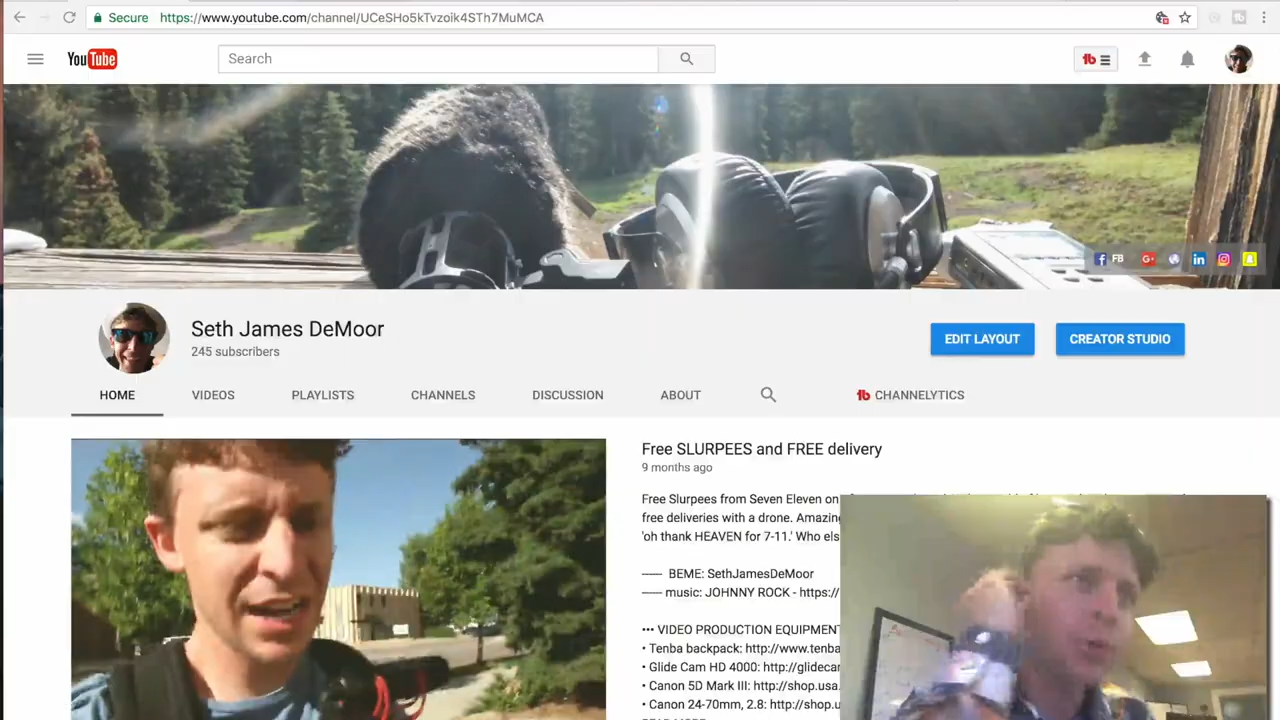 Secure https://www.youtube.com/channel/UCeSHo5kTvzoik4STh7MuMCA
YouTube
Search
tb
FB
G+
in
Seth James DeMoor
245 subscribers
EDIT LAYOUT
CREATOR STUDIO
HOME
VIDEOS
PLAYLISTS
CHANNELS
DISCUSSION
ABOUT
tb CHANNELYTICS
Free SLURPEES and FREE delivery
9 months ago
Free Slurpees from Seven Eleven on
free deliveries with a drone. Amazin
'oh thank HEAVEN for 7-11.' Who els
------ BEME: SethJamesDeMoor
------ music: JOHNNY ROCK - https://
••• VIDEO PRODUCTION EQUIPMENT
• Tenba backpack: http://www.tenba
• Glide Cam HD 4000: http://glidecar
• Canon 5D Mark III: http://shop.usa.
• Canon 24-70mm, 2.8: http://shop.u